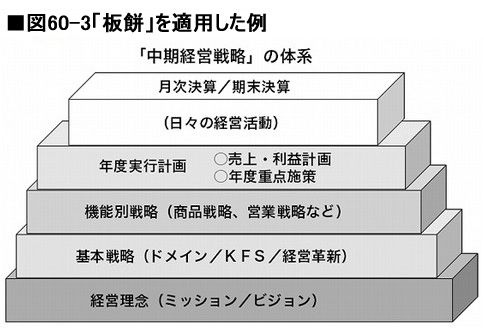 ■図60-3「板餅」を適用した例
「中期経営戦略」の体系
月次決算／期末決算
（日々の経営活動）
年度実行計画 ○売上・利益計画
○年度重点施策
機能別戦略（商品戦略、営業戦略など）
基本戦略（ドメイン／ＫＦＳ／経営革新）
経営理念（ミッション／ビジョン）